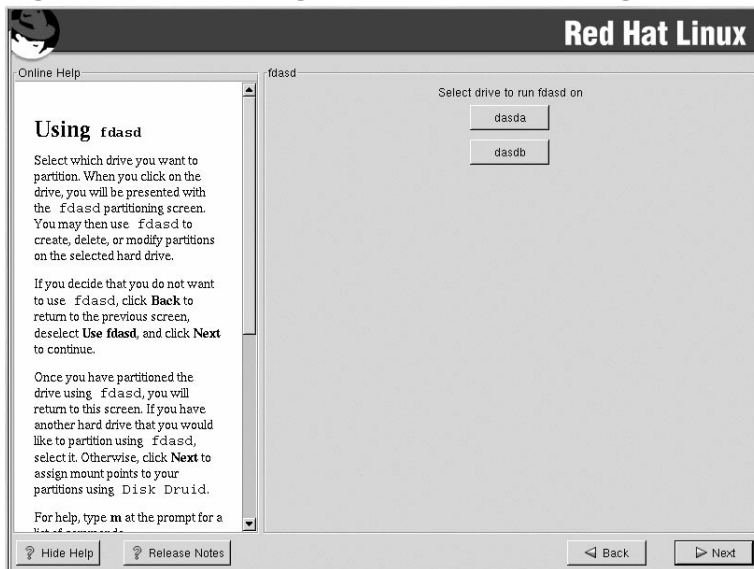 Red Hat Linux
Online Help
Using fdasd
Select which drive you want to
partition. When you click on the
drive, you will be presented with
the fdasd partitioning screen.
You may then use fdasd to
create, delete, or modify partitions
on the selected hard drive.
If you decide that you do not want
to use fdasd, click Back to
return to the previous screen,
deselect Use fdasd, and click Next
to continue.
Once you have partitioned the
drive using fdasd, you will
return to this screen. If you have
another hard drive that you would
like to partition using fdasd,
select it. Otherwise, click Next to
assign mount points to your
partitions using Disk Druid.
For help, type m at the prompt for a
fdasd
Select drive to run fdasd on
dasda
dasdb
Hide Help
Release Notes
Back
Next